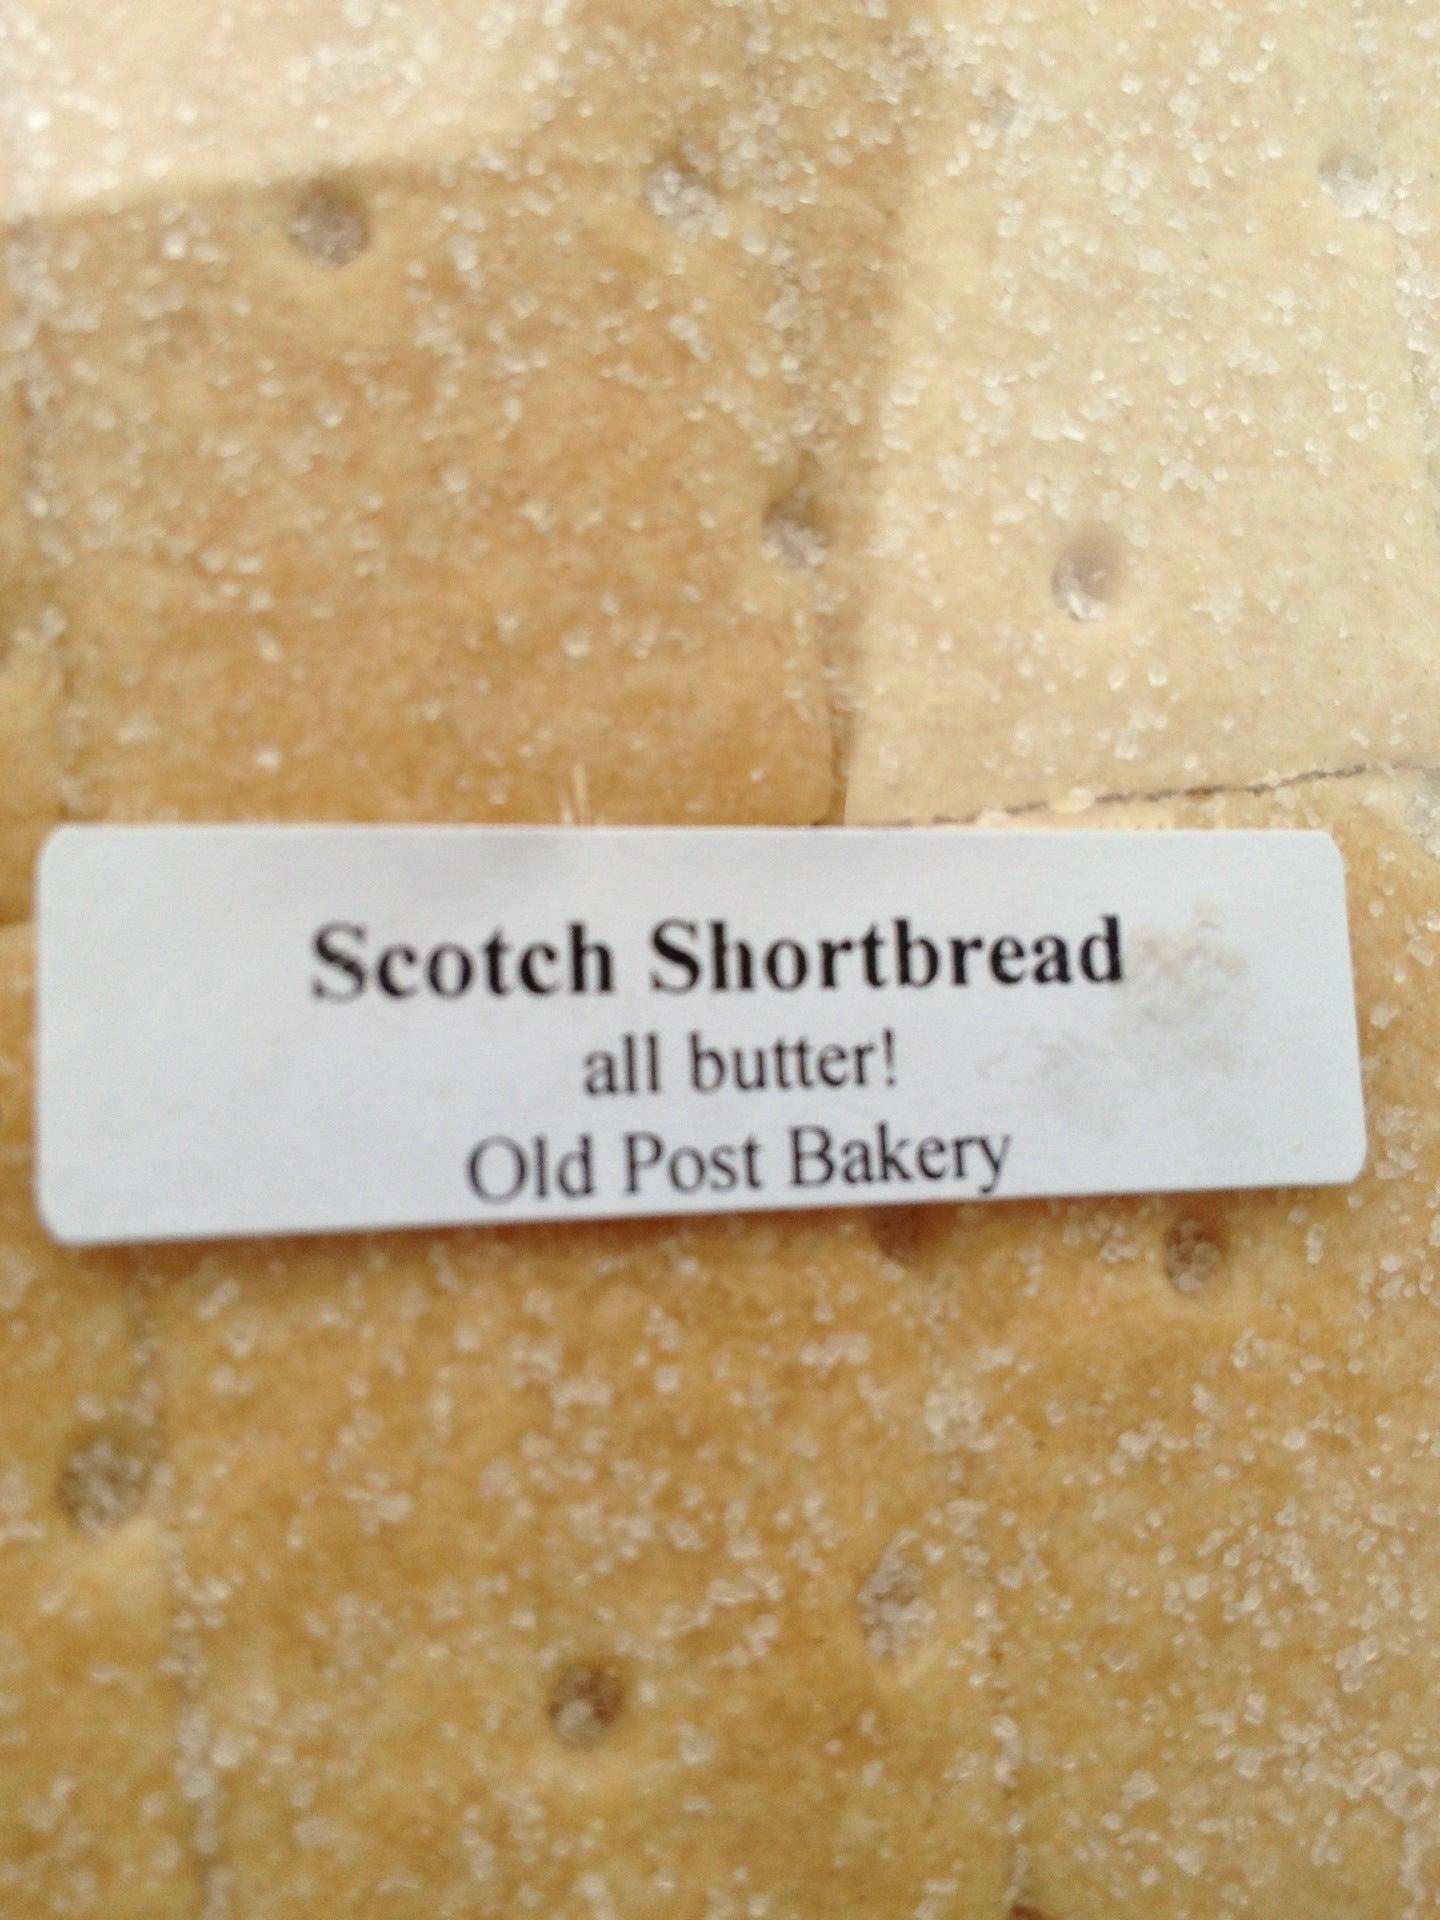 Scotch Shortbread
all butter!
Old Post Bakery